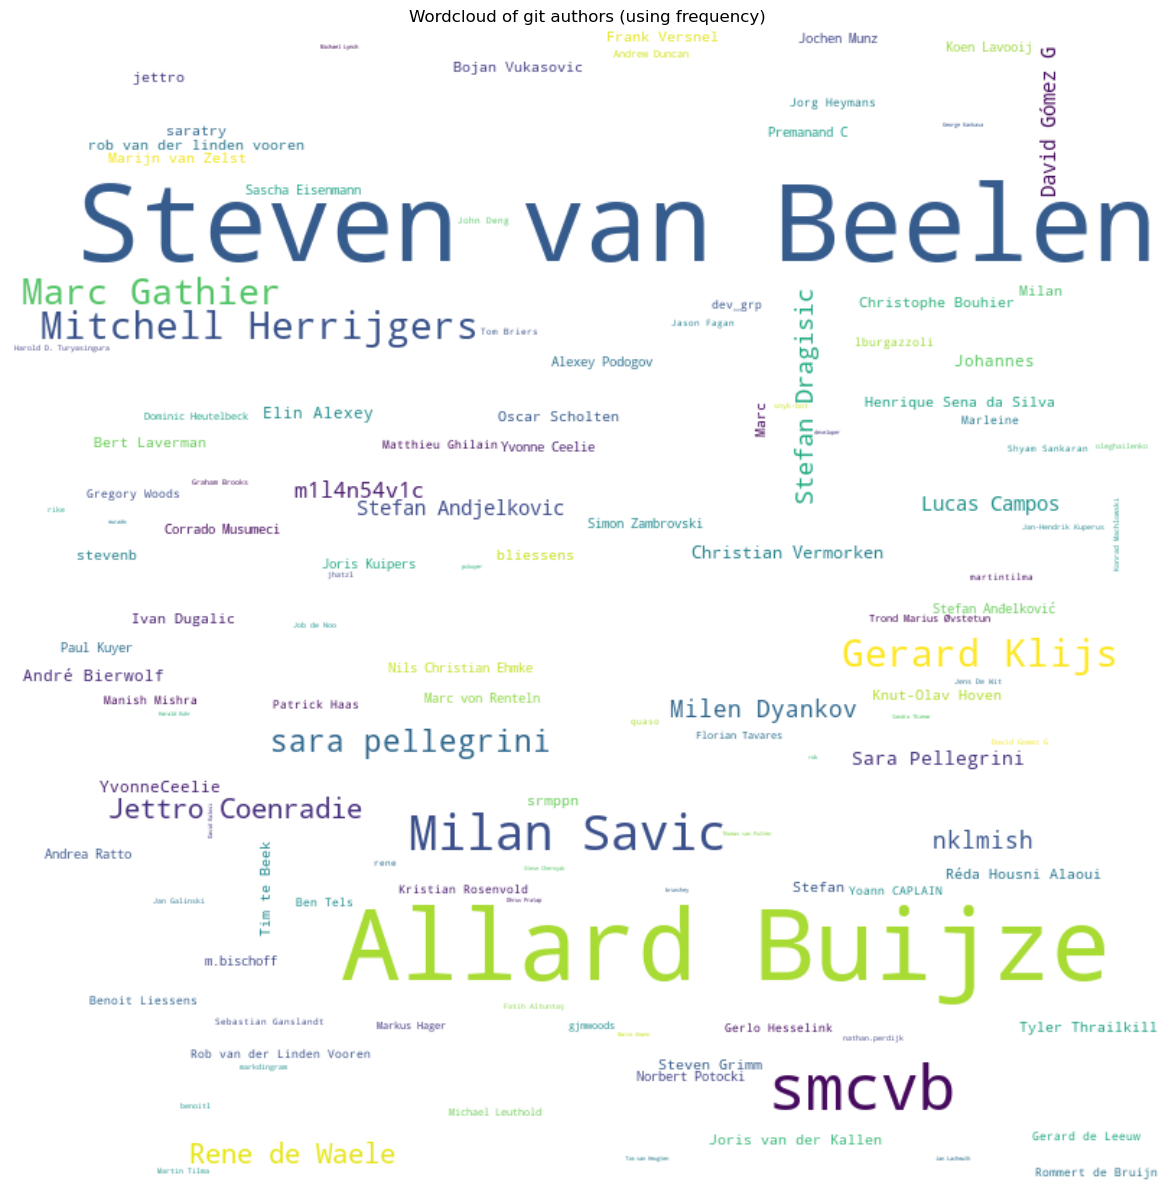 Wordcloud of git authors (using frequency)
Frank Versnel
Jochen Munz
Michael Lynch
Koen Lavooij
Andrew Duncan
David Gómez G
Bojan Vukasovic
jettro
Jorg Heymans
saratry
Premanand C
rob van der linden vooren
Marijn van Zelst
Sascha Eisenmann
Steven van Beelen
John Deng
Marc Gathier
Milan
Christophe Bouhier
dev_grp
Stefan Dragisic
Mitchell Herrijgers
Jason Fagan
Tom Briers
lburgazzoli
Harold D. Turyasingura
Alexey Podogov
Johannes
Henrique Sena da Silva
snyk-bot
Marc
Elin Alexey
Dominic Heutelbeck
Oscar Scholten
Marleine
developer
Bert Laverman
Matthieu Ghilain
Yvonne Ceelie
Shyam Sankaran
oleghailenko
Graham Brooks
m1l4n54v1c
Gregory Woods
Lucas Campos
Stefan Andjelkovic
rike
Simon Zambrovski
Jan-Hendrik Kuperus
Konrad Machlowski
Corrado Musumeci
stevenb
bliessens
Christian Vermorken
Joris Kuipers
jhatzl
martintilma
Stefan Anđelković
Ivan Dugalic
Trond Marius Øvstetun
Job de Noo
Paul Kuyer
Gerard Klijs
Nils Christian Ehmke
André Bierwolf
Jens De Wit
Knut-Olav Hoven
Manish Mishra
Marc von Renteln
Patrick Haas
Milen Dyankov
quaso
Florian Tavares
sara pellegrini
David Gomez G
Sara Pellegrini
YvonneCeelie
srmppn
Jettro Coenradie
Milan Savic
nklmish
Andrea Ratto
Tim te Beek
rene
Réda Housni Alaoui
Kristian Rosenvold
Stefan
Yoann CAPLAIN
Jan Galinski
Ben Tels
Allard Buijze
m.bischoff
Benoit Liessens
Fatih Altuntaş
Sebastian Ganslandt
Markus Hager
gjmwoods
Gerlo Hesselink
Tyler Thrailkill
nathan.perdijk
Rob van der Linden Vooren
Steven Grimm
markdingram
Norbert Potocki
smcvb
benoitl
Michael Leuthold
Gerard de Leeuw
Joris van der Kallen
Rene de Waele
Martin Tilma
Rommert de Bruijn